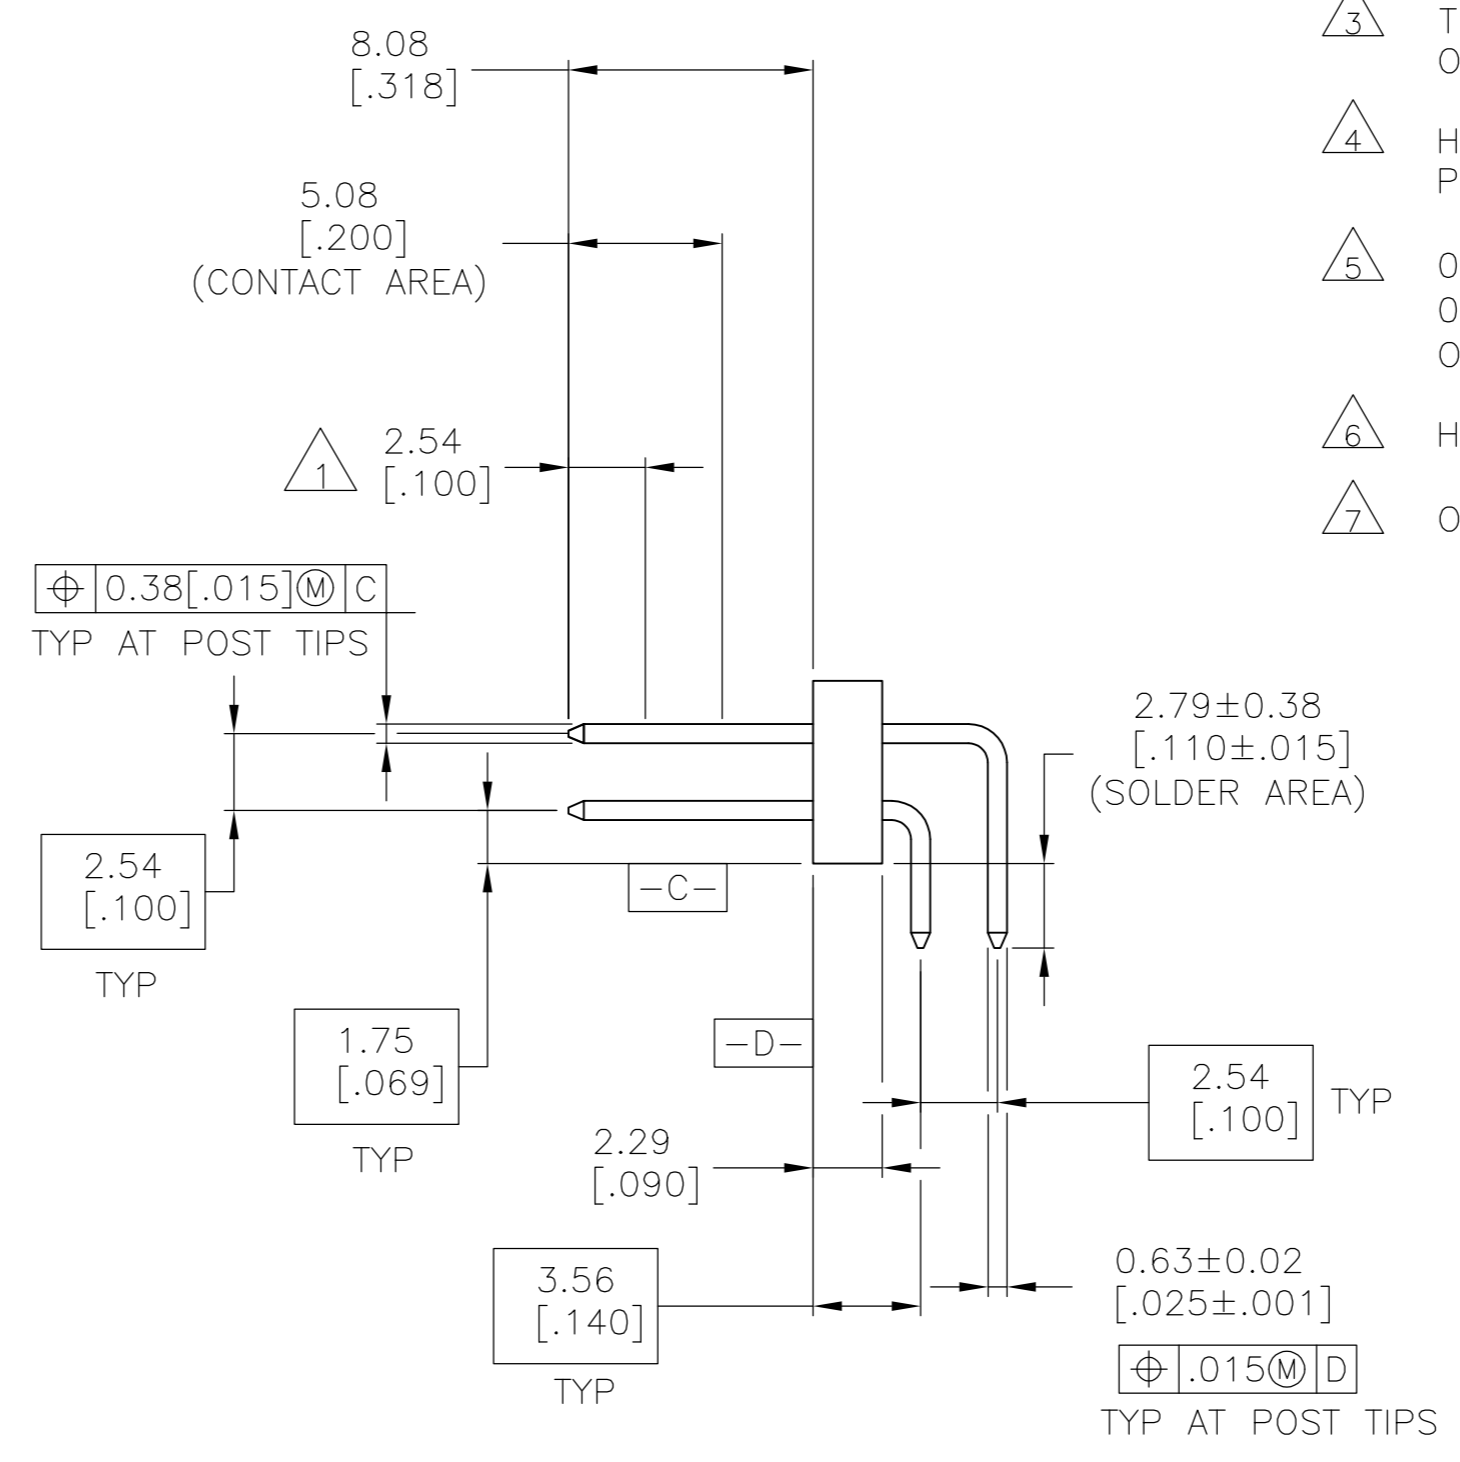 8.08
[.318]
5.08
[.200]
(CONTACT AREA)
1
2.54
[.100]
⌖ 0.38[.015]Ⓜ C
TYP AT POST TIPS
2.54
[.100]
TYP
1.75
[.069]
TYP
-C-
-D-
2.79±0.38
[.110±.015]
(SOLDER AREA)
2.54
[.100]
TYP
2.29
[.090]
3.56
[.140]
TYP
0.63±0.02
[.025±.001]
⌖ .015Ⓜ D
TYP AT POST TIPS
3 T
O
4 H
P
5 0
0
O
6 H
7 O